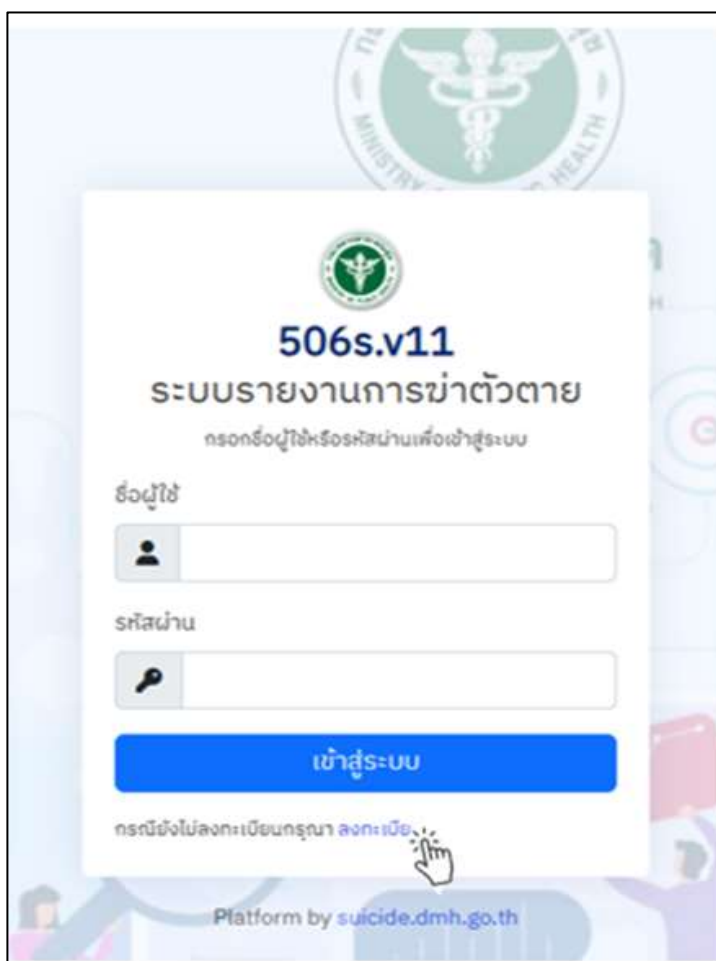 MINISTRY OF PUBLIC HEALTH
506s.v11
ระบบรายงานการฆ่าตัวตาย
กรอกชื่อผู้ใช้หรือรหัสผ่านเพื่อเข้าสู่ระบบ
ชื่อผู้ใช้
รหัสผ่าน
เข้าสู่ระบบ
กรณียังไม่ลงทะเบียนกรุณา ลงทะเบีย
Platform by suicide.dmh.go.th